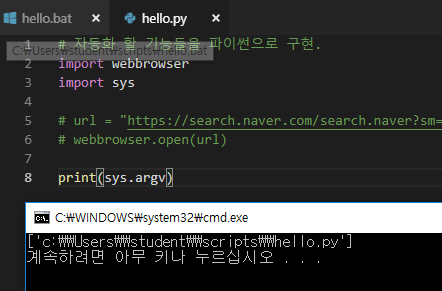 hello.bat
hello.py
C:₩Users₩student₩scripts₩hello.bat
1 # 자동화 할 기능들을 파이썬으로 구현.
2 import webbrowser
3 import sys
4
5 # url = "https://search.naver.com/search.naver?sm=
6 # webbrowser.open(url)
7
8 print(sys.argv)
C:₩WINDOWS₩system32₩cmd.exe
['c:₩₩Users₩₩student₩₩scripts₩₩hello.py']
계속하려면 아무 키나 누르십시오 . . .